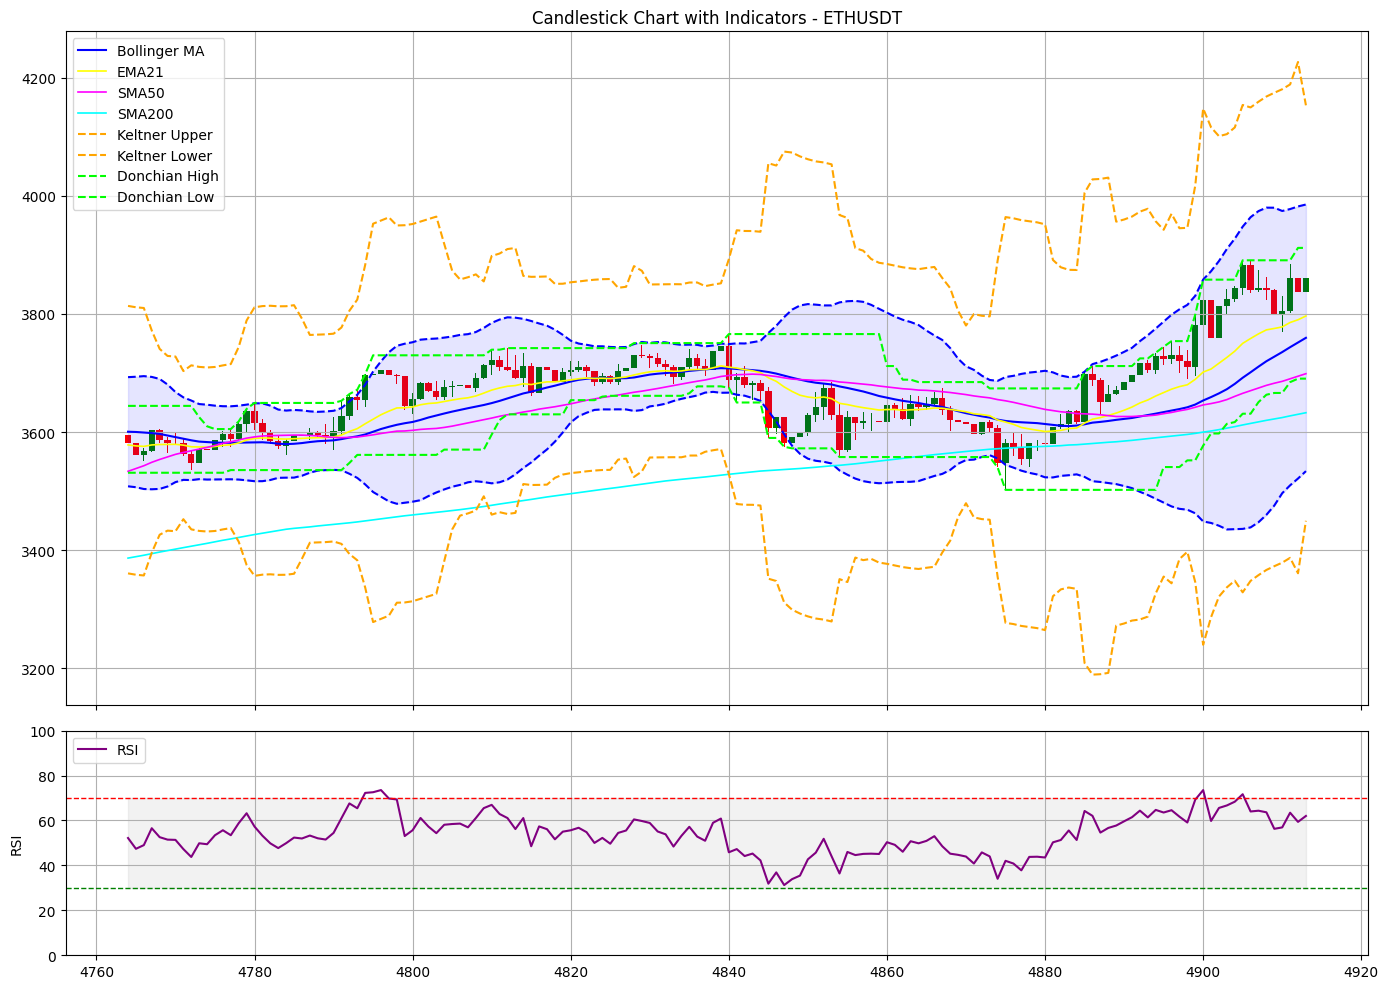 Candlestick Chart with Indicators - ETHUSDT
Bollinger MA
EMA21
SMA50
SMA200
Keltner Upper
Keltner Lower
Donchian High
Donchian Low
4200
4000
3800
3600
3400
3200
RSI
100
80
60
40
20
0
RSI
4760
4780
4800
4820
4840
4860
4880
4900
4920